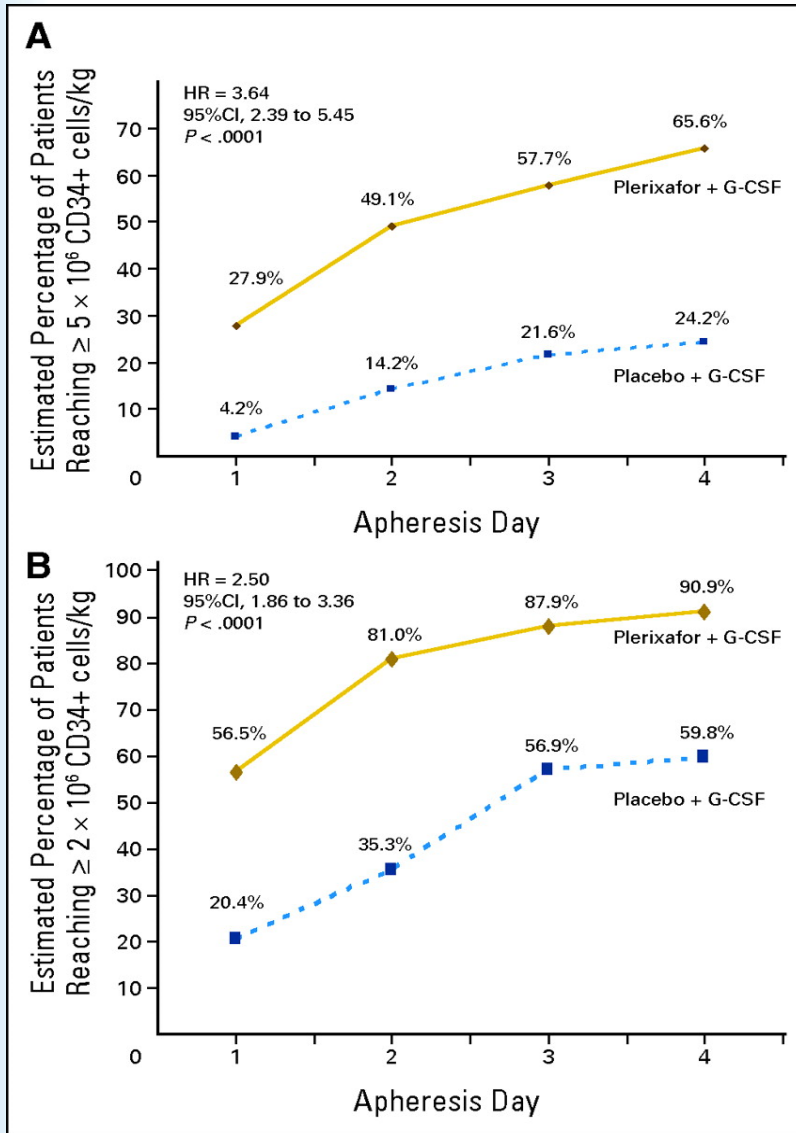 A
HR = 3.64
95%CI, 2.39 to 5.45
P < .0001
Estimated Percentage of Patients
Reaching ≥ 5 × 10⁶ CD34+ cells/kg
70
60
50
40
30
20
10
0
27.9%
49.1%
57.7%
65.6%
Plerixafor + G-CSF
4.2%
14.2%
21.6%
24.2%
Placebo + G-CSF
1 2 3 4
Apheresis Day
B
HR = 2.50
95%CI, 1.86 to 3.36
P < .0001
Estimated Percentage of Patients
Reaching ≥ 2 × 10⁶ CD34+ cells/kg
100
90
80
70
60
50
40
30
20
10
0
56.5%
81.0%
87.9%
90.9%
Plerixafor + G-CSF
20.4%
35.3%
56.9%
59.8%
Placebo + G-CSF
1 2 3 4
Apheresis Day